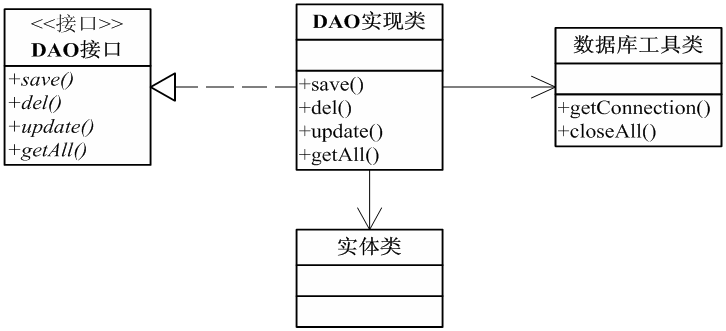 <<接口>>
DAO接口
+save()
+del()
+update()
+getAll()
DAO实现类
+save()
+del()
+update()
+getAll()
数据库工具类
+getConnection()
+closeAll()
实体类